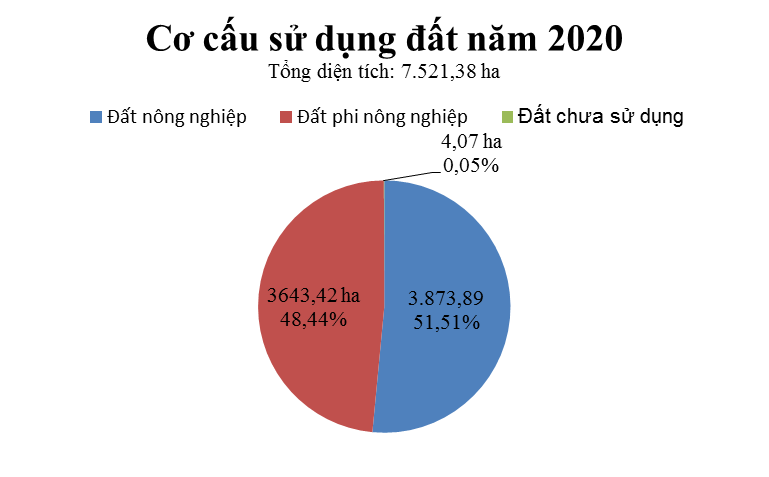 Cơ cấu sử dụng đất năm 2020
Tổng diện tích: 7.521,38 ha
Đất nông nghiệp Đất phi nông nghiệp Đất chưa sử dụng
4,07 ha
0,05%
3643,42 ha
48,44%
3.873,89
51,51%